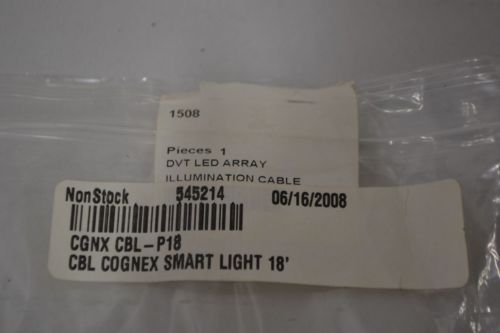 1508
Pieces 1
DVT LED ARRAY
ILLUMINATION CABLE
NonStock 545214 06/16/2008
CGNX CBL-P18
CBL COGNEX SMART LIGHT 18'